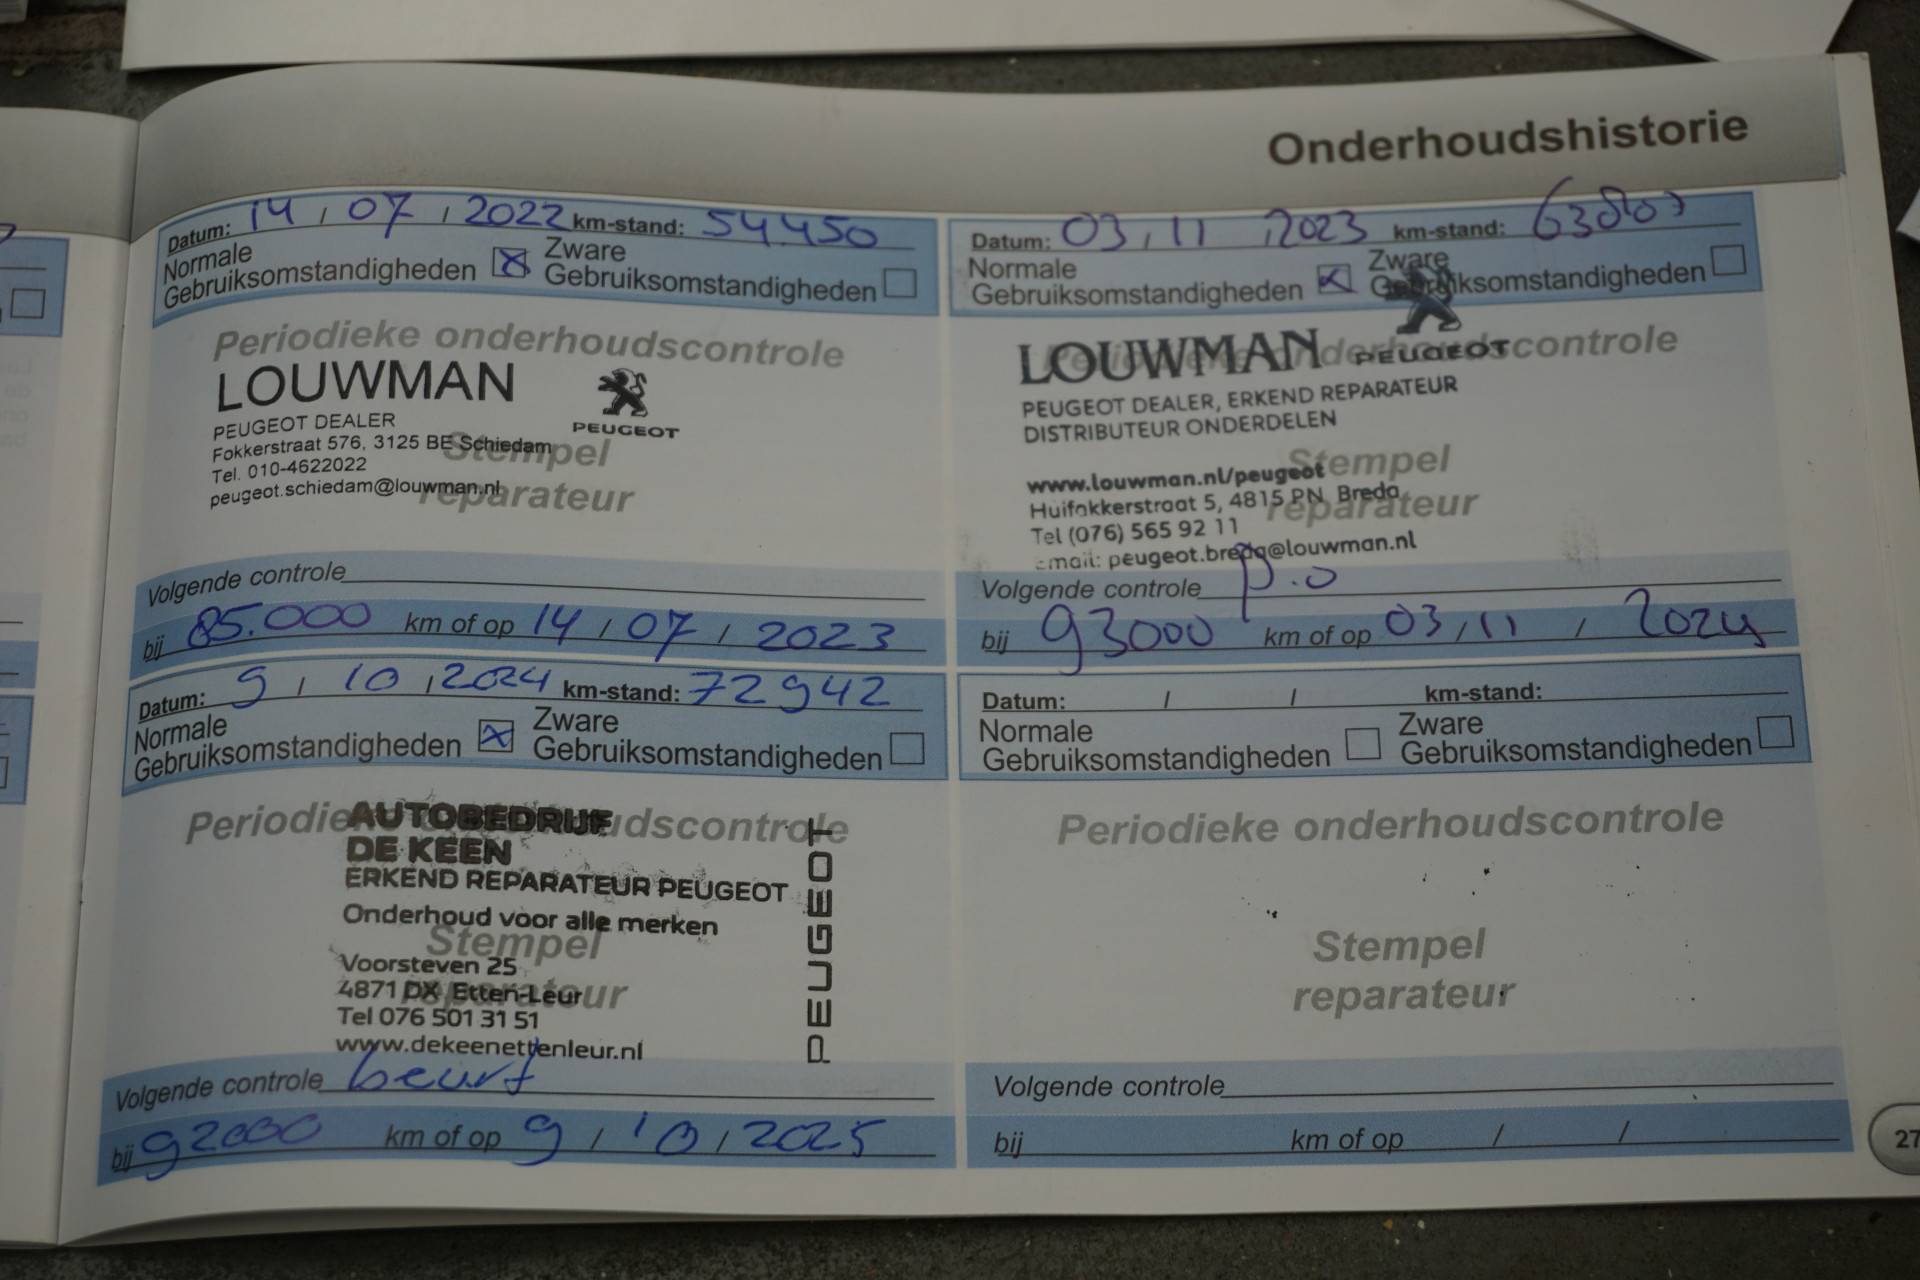 Onderhoudshistorie
Datum: 14 / 07 / 2022 km-stand: 54.450
Normale
Gebruiksomstandigheden
Zware
Gebruiksomstandigheden
Periodieke onderhoudscontrole
LOUWMAN
PEUGEOT
PEUGEOT DEALER
Fokkerstraat 576, 3125 BE Schiedam
Tel. 010-4622022
peugeot.schiedam@louwman.nl
Stempel
reparateur
Volgende controle
bij 85.000 km of op 14 / 07 / 2023
Datum: 03 / 11 / 2023 km-stand:
Normale
Gebruiksomstandigheden
Zware
Gebruiksomstandigheden
Periodieke onderhoudscontrole
LOUWMAN
PEUGEOT
PEUGEOT DEALER, ERKEND REPARATEUR
DISTRIBUTEUR ONDERDELEN
www.louwman.nl/peugeot
Huifakkerstraat 5, 4815 PN Breda
Tel (076) 565 92 11
email: peugeot.breda@louwman.nl
Stempel
reparateur
Volgende controle p.o
bij 93000 km of op 03 / 11 / 2024
Datum: 9 / 10 / 2024 km-stand: 72942
Normale
Gebruiksomstandigheden
Zware
Gebruiksomstandigheden
Periodieke onderhoudscontrole
AUTOBEDRIJF
DE KEEN
ERKEND REPARATEUR PEUGEOT
Onderhoud voor alle merken
Voorsteven 25
4871 DX Etten-Leur
Tel 076 501 31 51
www.dekeenettenleur.nl
PEUGEOT
Stempel
reparateur
Volgende controle beurt
bij 92000 km of op 9 / 10 / 2025
Datum: / / km-stand:
Normale
Gebruiksomstandigheden
Zware
Gebruiksomstandigheden
Periodieke onderhoudscontrole
Stempel
reparateur
Volgende controle
bij km of op / /
27